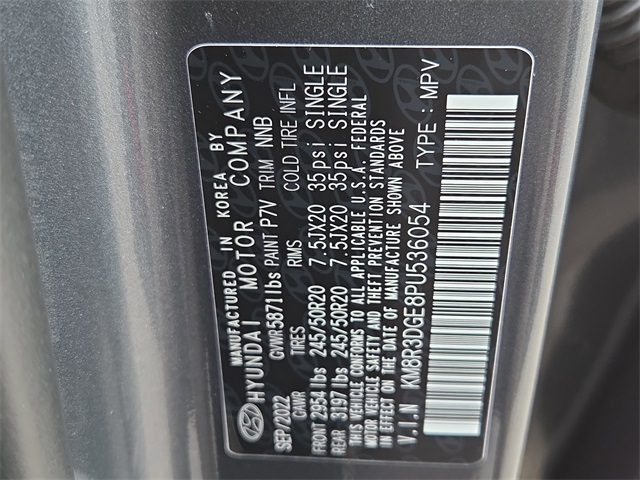 MANUFACTURED IN KOREA BY
HYUNDAI MOTOR COMPANY
SEP/2022 GVWR5871lbs PAINT P7V TRIM NNB
GAWR TIRES RIMS COLD TIRE INFL
FRONT 2954 lbs 245/50R20 7.5JX20 35psi SINGLE
REAR 3197 lbs 245/50R20 7.5JX20 35psi SINGLE
THIS VEHICLE CONFORMS TO ALL APPLICABLE U.S.A. FEDERAL
MOTOR VEHICLE SAFETY AND THEFT PREVENTION STANDARDS
IN EFFECT ON THE DATE OF MANUFACTURE SHOWN ABOVE
V.I.N KM8R3DGE8PU536054 TYPE : MPV